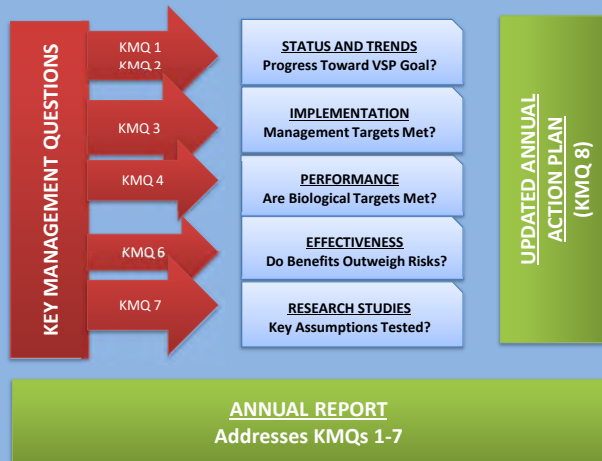 KEY MANAGEMENT QUESTIONS
KMQ 1
KMQ 2
STATUS AND TRENDS
Progress Toward VSP Goal?
KMQ 3
IMPLEMENTATION
Management Targets Met?
KMQ 4
PERFORMANCE
Are Biological Targets Met?
KMQ 6
EFFECTIVENESS
Do Benefits Outweigh Risks?
KMQ 7
RESEARCH STUDIES
Key Assumptions Tested?
UPDATED ANNUAL
ACTION PLAN
(KMQ 8)
ANNUAL REPORT
Addresses KMQs 1-7